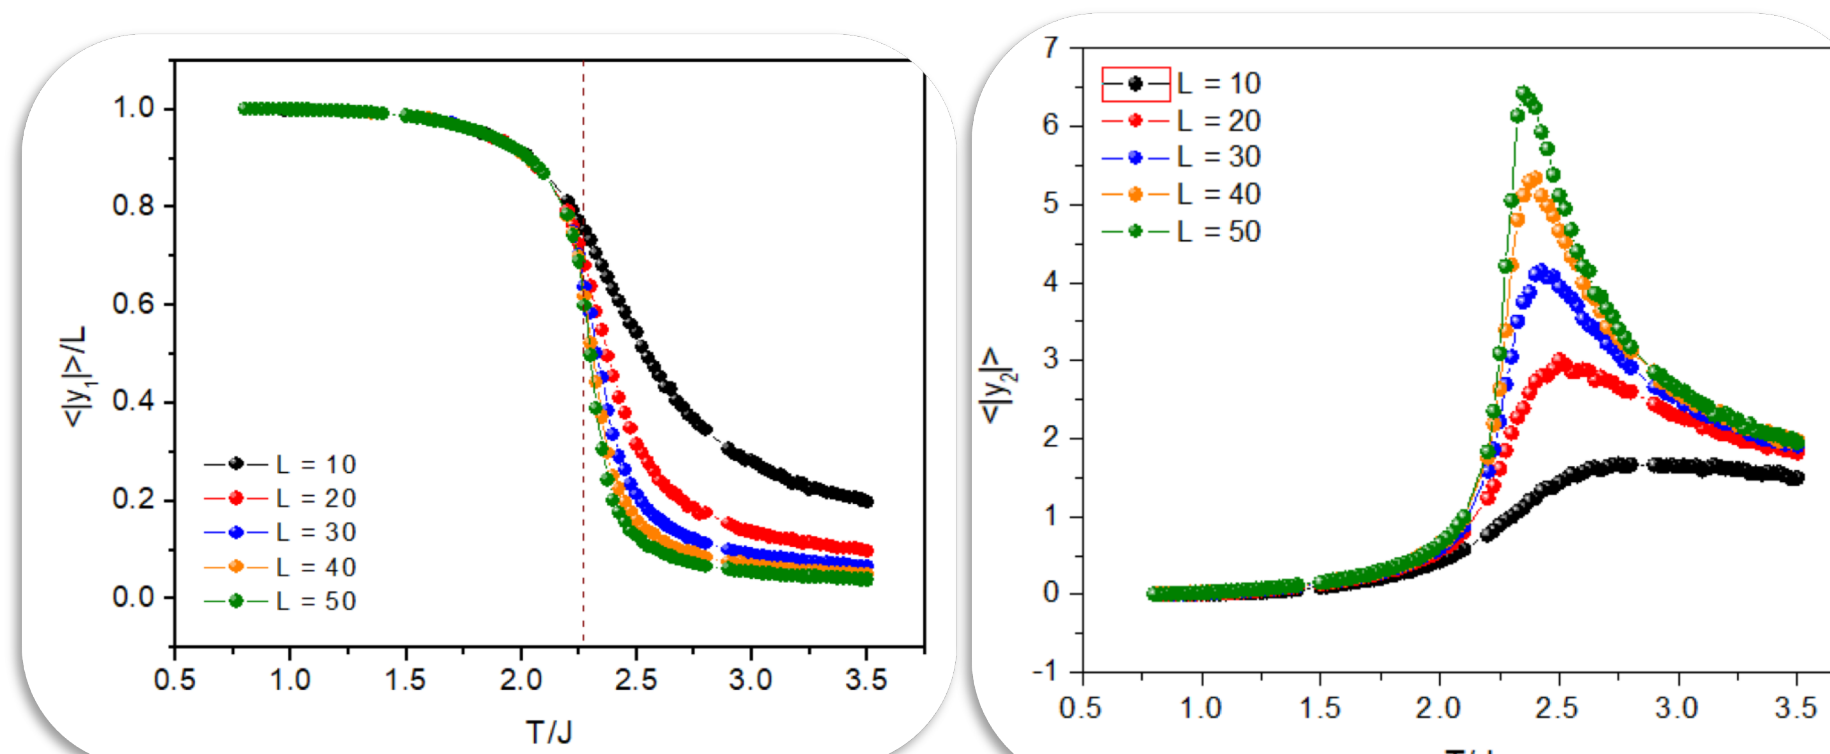 1.0
0.8
0.6
0.4
0.2
0.0
<|y₁|>/L
L = 10
L = 20
L = 30
L = 40
L = 50
0.5 1.0 1.5 2.0 2.5 3.0 3.5
T/J
7
6
5
4
3
2
1
0
-1
<|y₂|>
L = 10
L = 20
L = 30
L = 40
L = 50
0.5 1.0 1.5 2.0 2.5 3.0 3.5